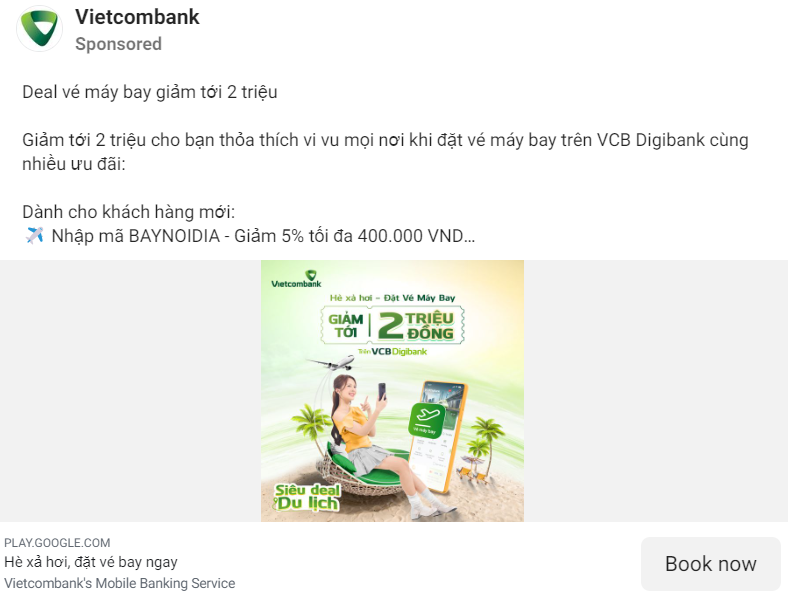 Vietcombank
Sponsored
Deal vé máy bay giảm tới 2 triệu
Giảm tới 2 triệu cho bạn thỏa thích vi vu mọi nơi khi đặt vé máy bay trên VCB Digibank cùng
nhiều ưu đãi:
Dành cho khách hàng mới:
✈️ Nhập mã BAYNOIDIA - Giảm 5% tối đa 400.000 VND...
Vietcombank
Hè xả hơi - Đặt Vé Máy Bay
GIẢM TỚI 2 TRIỆU ĐỒNG
Trên VCB Digibank
Vé máy bay
Siêu deal
Du lịch
PLAY.GOOGLE.COM
Hè xả hơi, đặt vé bay ngay
Vietcombank's Mobile Banking Service
Book now